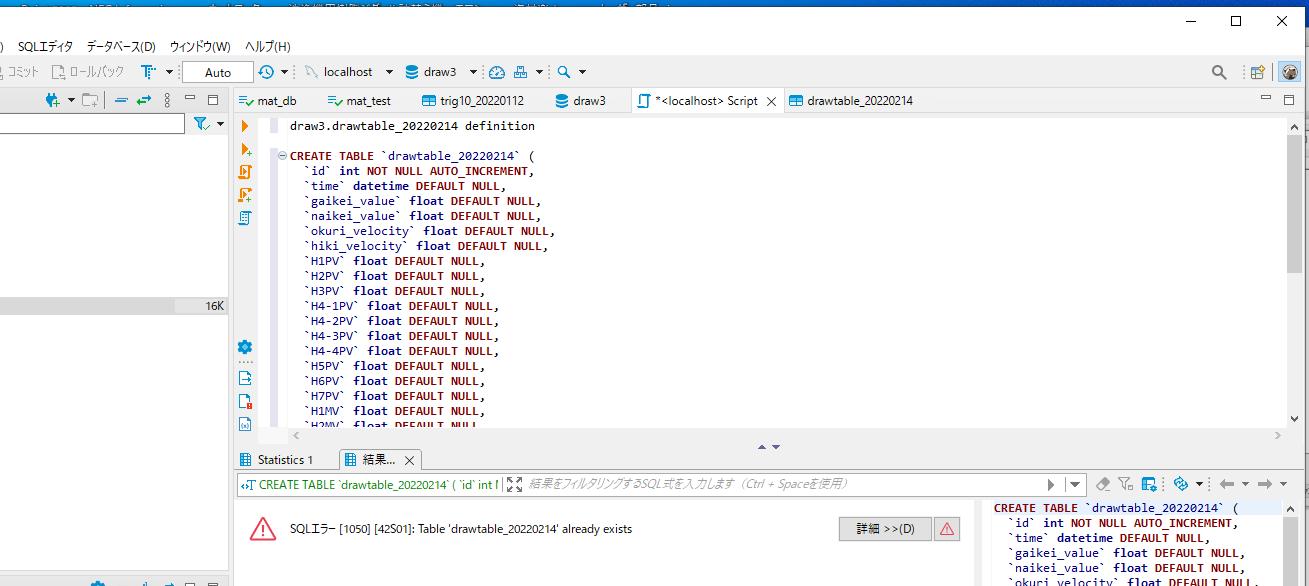 ) SQLエディタ データベース(D) ウィンドウ(W) ヘルプ(H)
コミット ロールバック Auto localhost draw3
mat_db mat_test trig10_20220112 draw3 *<localhost> Script drawtable_20220214
draw3.drawtable_20220214 definition
CREATE TABLE `drawtable_20220214` (
`id` int NOT NULL AUTO_INCREMENT,
`time` datetime DEFAULT NULL,
`gaikei_value` float DEFAULT NULL,
`naikei_value` float DEFAULT NULL,
`okuri_velocity` float DEFAULT NULL,
`hiki_velocity` float DEFAULT NULL,
`H1PV` float DEFAULT NULL,
`H2PV` float DEFAULT NULL,
`H3PV` float DEFAULT NULL,
16K
`H4-1PV` float DEFAULT NULL,
`H4-2PV` float DEFAULT NULL,
`H4-3PV` float DEFAULT NULL,
`H4-4PV` float DEFAULT NULL,
`H5PV` float DEFAULT NULL,
`H6PV` float DEFAULT NULL,
`H7PV` float DEFAULT NULL,
`H1MV` float DEFAULT NULL,
`H2MV` float DEFAULT NULL,
Statistics 1 結果...
CREATE TABLE `drawtable_20220214` ( `id` int 結果をフィルタリングするSQL式を入力します (Ctrl + Spaceを使用)
SQLエラー [1050] [42S01]: Table 'drawtable_20220214' already exists
詳細 >>(D)
CREATE TABLE `drawtable_20220214` (
`id` int NOT NULL AUTO_INCREMENT,
`time` datetime DEFAULT NULL,
`gaikei_value` float DEFAULT NULL,
`naikei_value` float DEFAULT NULL,
`okuri_velocity` float DEFAULT NULL,